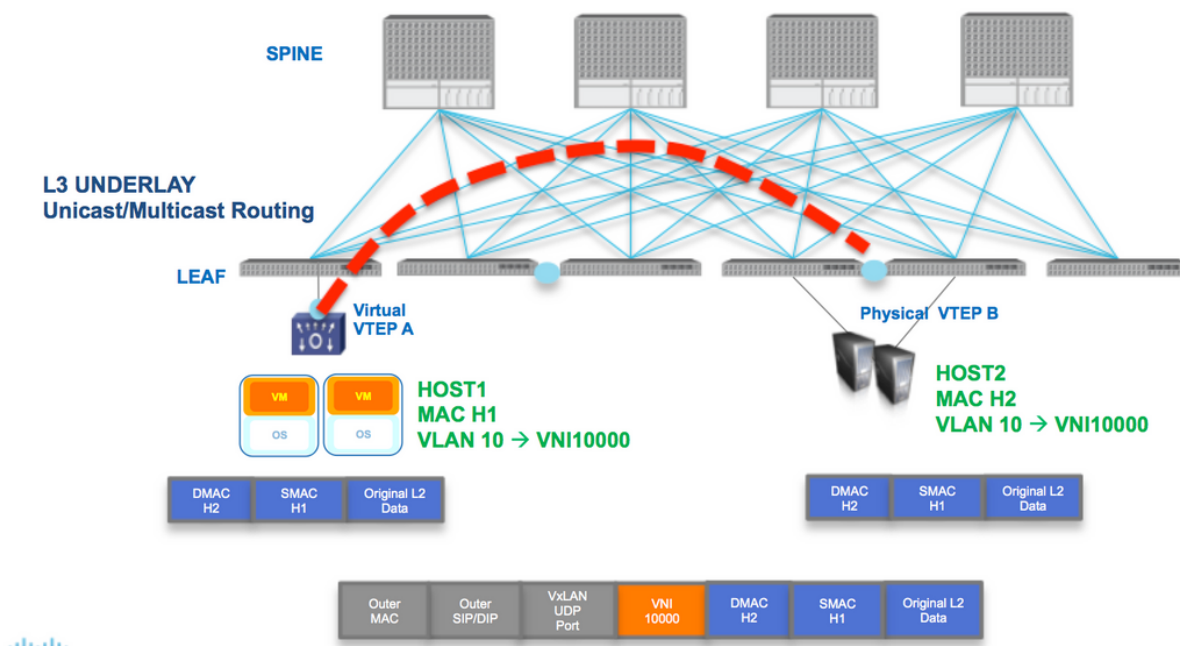 SPINE
L3 UNDERLAY
Unicast/Multicast Routing
LEAF
Virtual
VTEP A
Physical VTEP B
VM
VM
OS
OS
HOST1
MAC H1
VLAN 10 → VNI10000
HOST2
MAC H2
VLAN 10 → VNI10000
DMAC
H2
SMAC
H1
Original L2
Data
DMAC
H2
SMAC
H1
Original L2
Data
Outer
MAC
Outer
SIP/DIP
VxLAN
UDP
Port
VNI
10000
DMAC
H2
SMAC
H1
Original L2
Data